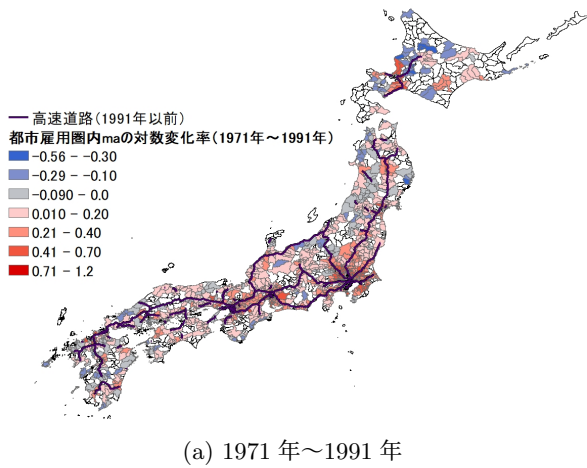 高速道路(1991年以前)
都市雇用圏内maの対数変化率(1971年～1991年)
-0.56 - -0.30
-0.29 - -0.10
-0.090 - 0.0
0.010 - 0.20
0.21 - 0.40
0.41 - 0.70
0.71 - 1.2
(a) 1971 年～1991 年